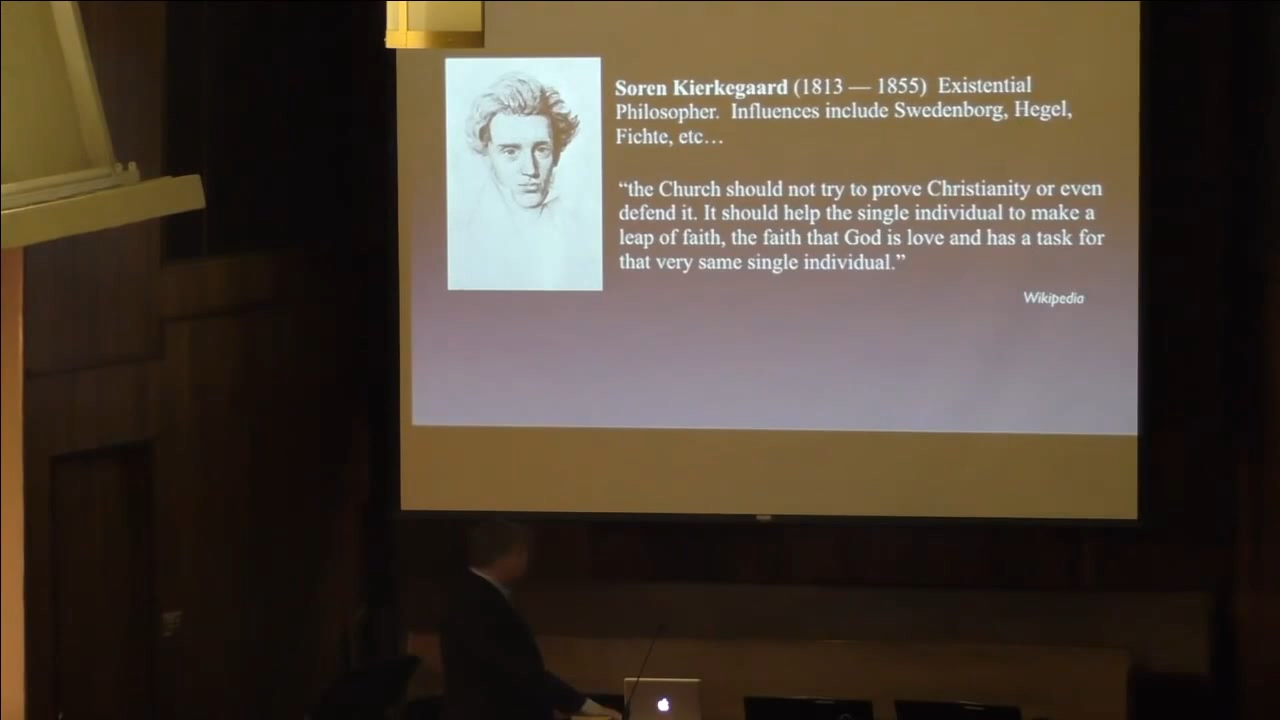 Soren Kierkegaard (1813 — 1855)  Existential
Philosopher.  Influences include Swedenborg, Hegel,
Fichte, etc…
“the Church should not try to prove Christianity or even
defend it. It should help the single individual to make a
leap of faith, the faith that God is love and has a task for
that very same single individual.”
Wikipedia